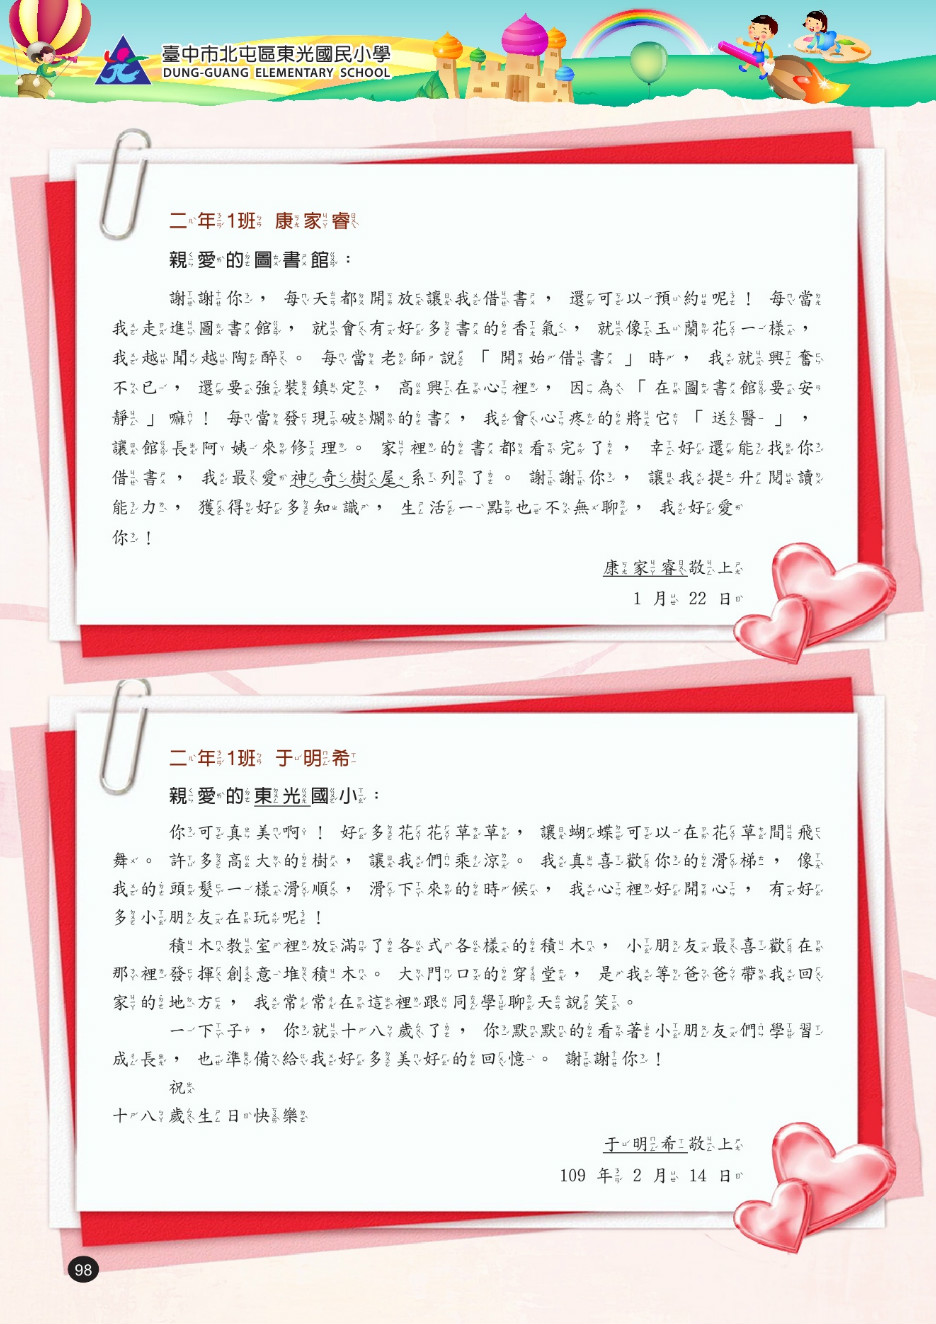 臺中市北屯區東光國民小學
DUNG-GUANG ELEMENTARY SCHOOL
二年1班 康家睿
親愛的圖書館：
謝謝你，每天都開放讓我借書，還可以預約呢！每當
我走進圖書館，就會有好多書的香氣，就像玉蘭花一樣，
我越聞越陶醉。每當老師說「開始借書」時，我就興奮
不已，還要強裝鎮定，高興在心裡，因為「在圖書館要安
靜」嘛！每當發現破爛的書，我會心疼的將它「送醫」，
讓館長阿姨來修理。家裡的書都看完了，幸好還能找你
借書，我最愛神奇樹屋系列了。謝謝你，讓我提升閱讀
能力，獲得好多知識，生活一點也不無聊，我好愛
你！
康家睿敬上
1 月 22 日
二年1班 于明希
親愛的東光國小：
你可真美啊！好多花花草草，讓蝴蝶可以在花草間飛
舞。許多高大的樹，讓我們乘涼。我真喜歡你的滑梯，像
我的頭髮一樣滑順，滑下來的時候，我心裡好開心，有好
多小朋友在玩呢！
積木教室裡放滿了各式各樣的積木，小朋友最喜歡在
那裡發揮創意堆積木。大門口的穿堂，是我等爸爸帶我回
家的地方，我常常在這裡跟同學聊天說笑。
一下子，你就十八歲了，你默默的看著小朋友們學習
成長，也準備給我好多美好的回憶。謝謝你！
祝
十八歲生日快樂
于明希敬上
109 年 2 月 14 日
98